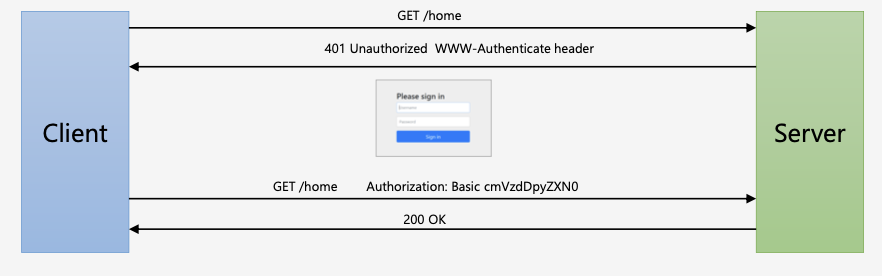 GET /home
401 Unauthorized WWW-Authenticate header
Please sign in
Username
Password
Sign in
Client
Server
GET /home Authorization: Basic cmVzdDpyZXN0
200 OK